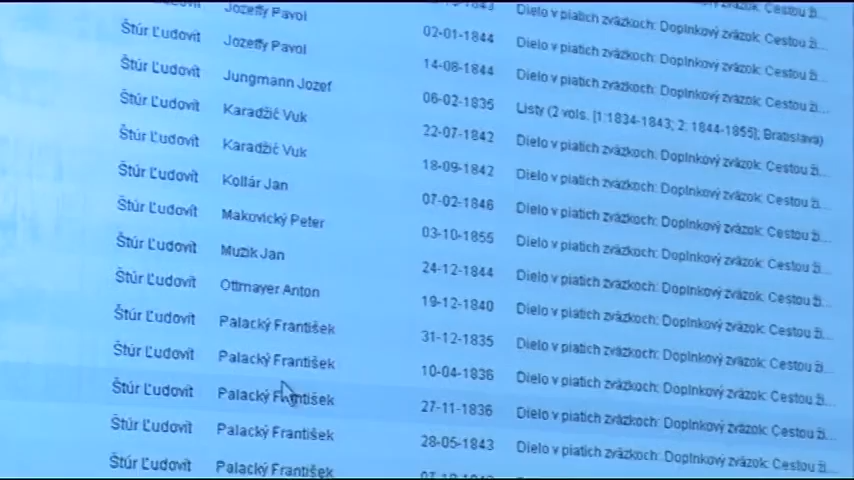 Dielo v piatich zväzkoch: Doplnkový zväzok: Cestou ži...
Jozeffy Pavol 02-01-1844 Dielo v piatich zväzkoch: Doplnkový zväzok: Cestou ži...
Štúr Ľudovít Jozeffy Pavol 14-08-1844 Dielo v piatich zväzkoch: Doplnkový zväzok: Cestou ži...
Štúr Ľudovít Jungmann Jozef 06-02-1835 Listy (2 vols. [1:1834-1843; 2: 1844-1855]; Bratislava)
Štúr Ľudovít Karadžić Vuk 22-07-1842 Dielo v piatich zväzkoch: Doplnkový zväzok: Cestou ži...
Štúr Ľudovít Karadžić Vuk 18-09-1842 Dielo v piatich zväzkoch: Doplnkový zväzok: Cestou ži...
Štúr Ľudovít Kollár Jan 07-02-1846 Dielo v piatich zväzkoch: Doplnkový zväzok: Cestou ži...
Štúr Ľudovít Makovický Peter 03-10-1855 Dielo v piatich zväzkoch: Doplnkový zväzok: Cestou ži...
Štúr Ľudovít Muzik Jan 24-12-1844 Dielo v piatich zväzkoch: Doplnkový zväzok: Cestou ži...
Štúr Ľudovít Ottmayer Anton 19-12-1840 Dielo v piatich zväzkoch: Doplnkový zväzok: Cestou ži...
Štúr Ľudovít Palacký František 31-12-1835 Dielo v piatich zväzkoch: Doplnkový zväzok: Cestou ži...
Štúr Ľudovít Palacký František 10-04-1836 Dielo v piatich zväzkoch: Doplnkový zväzok: Cestou ži...
Štúr Ľudovít Palacký František 27-11-1836 Dielo v piatich zväzkoch: Doplnkový zväzok: Cestou ži...
Štúr Ľudovít Palacký František 28-05-1843 Dielo v piatich zväzkoch: Doplnkový zväzok: Cestou ži...
Štúr Ľudovít Palacký František